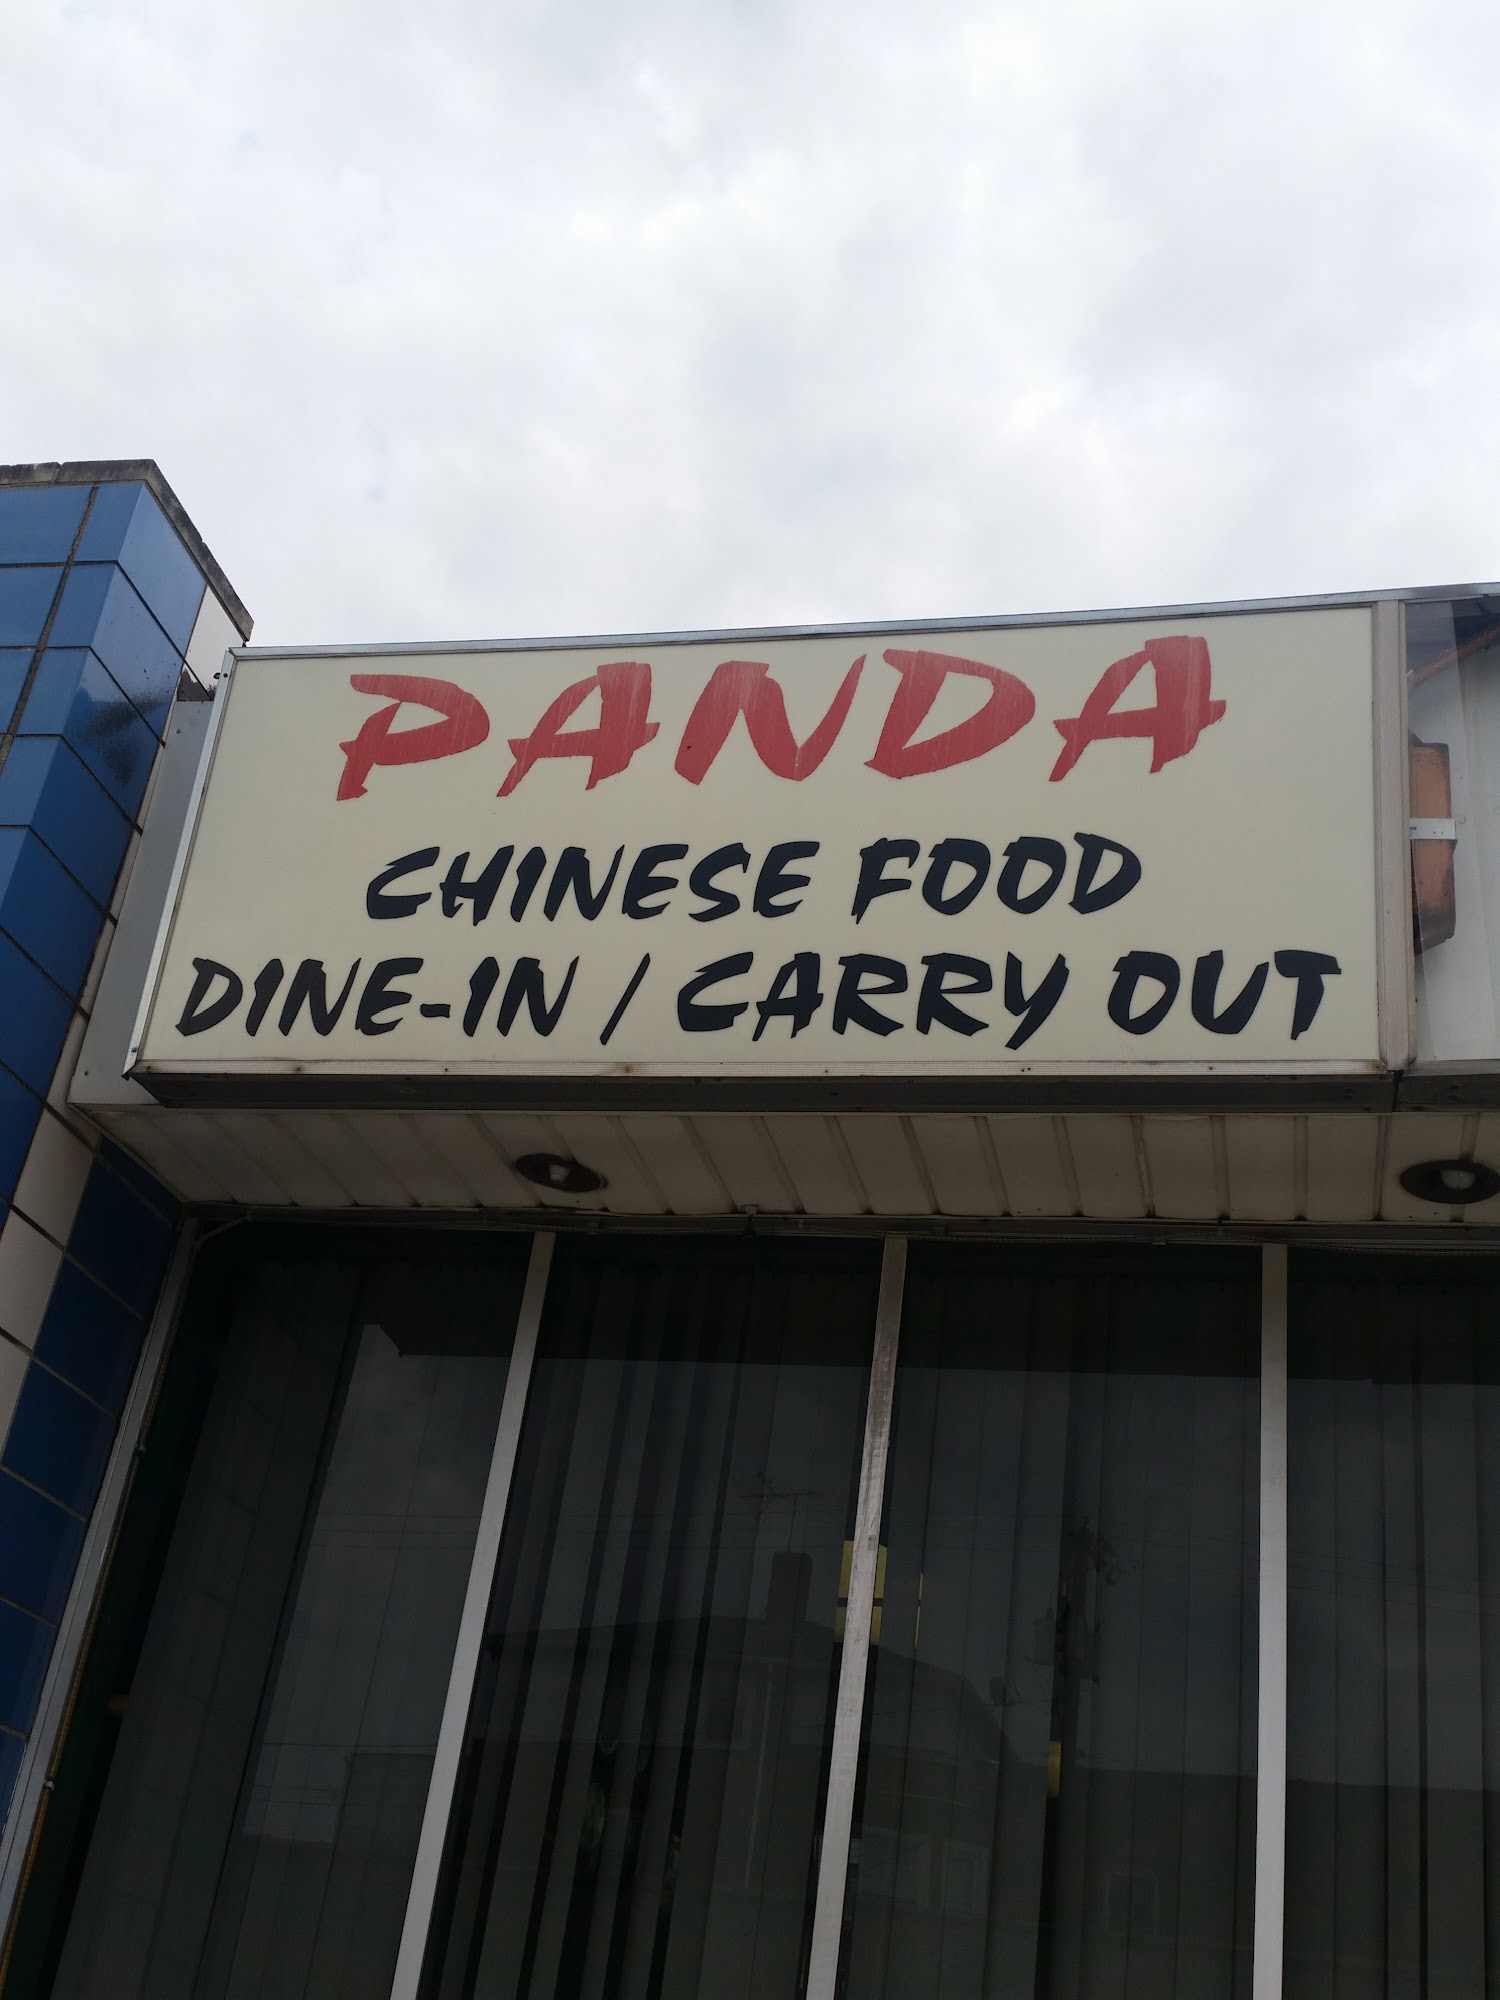 PANDA
CHINESE FOOD
DINE-IN / CARRY OUT